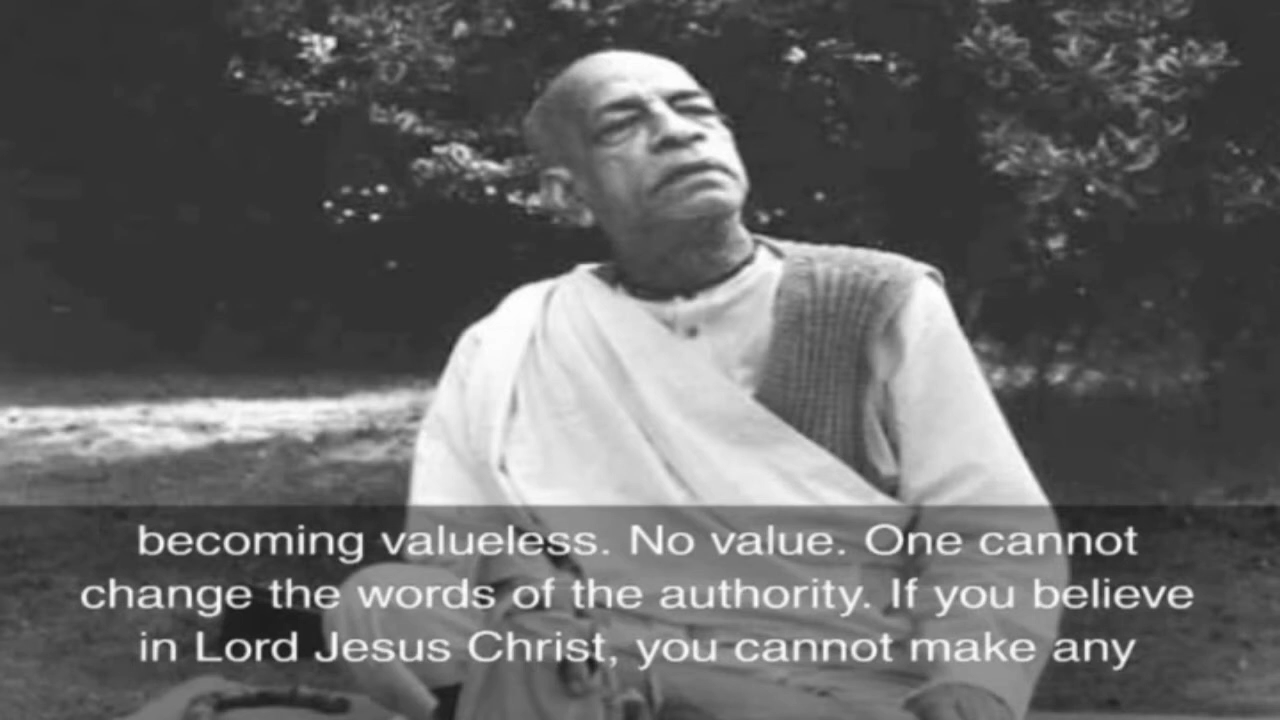 becoming valueless. No value. One cannot
change the words of the authority. If you believe
in Lord Jesus Christ, you cannot make any